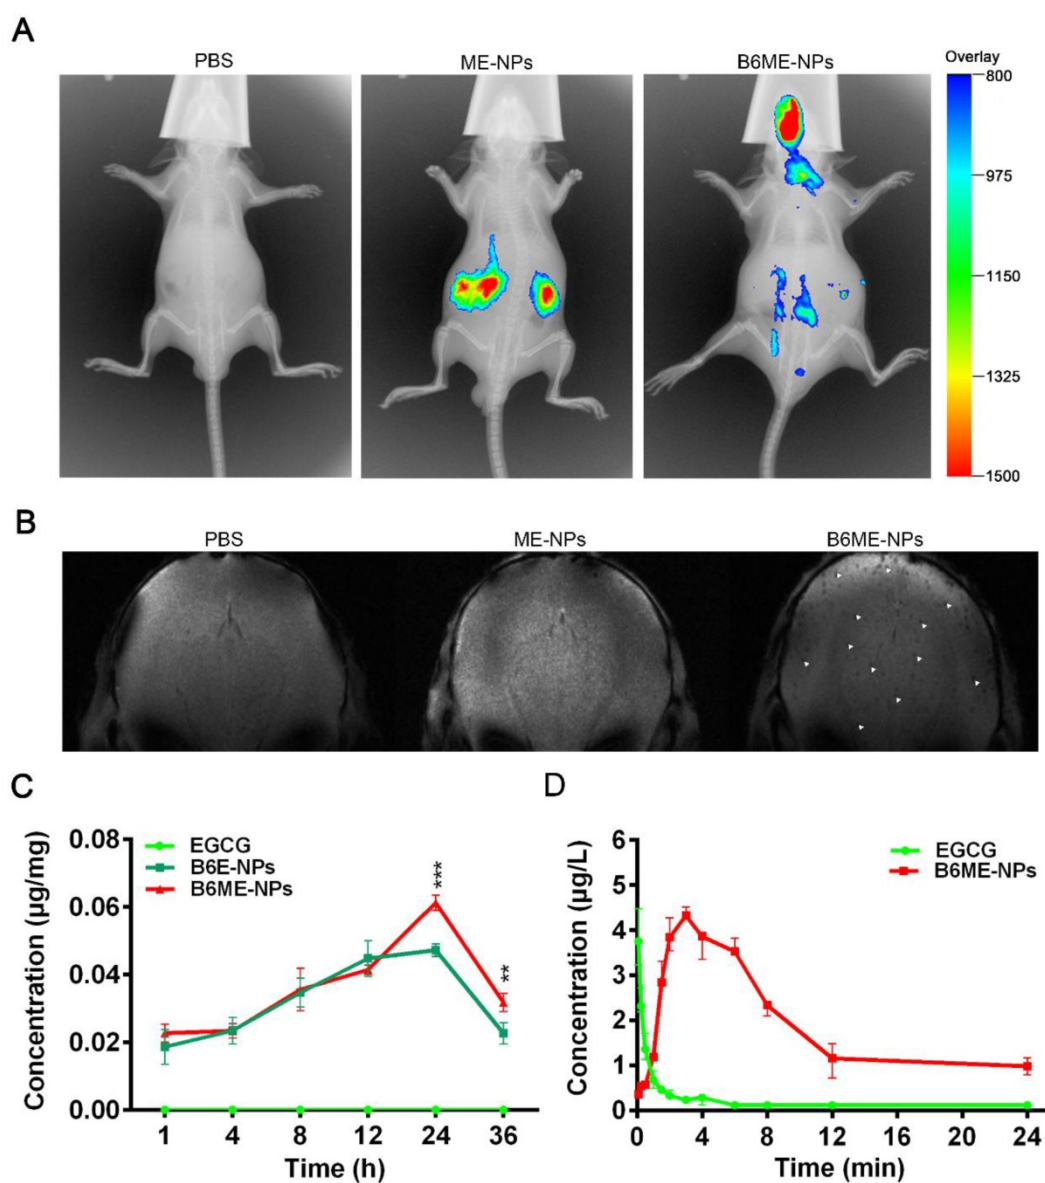 A
PBS
ME-NPs
B6ME-NPs
Overlay
800
975
1150
1325
1500
B
PBS
ME-NPs
B6ME-NPs
C
0.08
0.06
0.04
0.02
0.00
Concentration (μg/mg)
EGCG
B6E-NPs
B6ME-NPs
***
**
1 4 8 12 24 36
Time (h)
D
6
5
4
3
2
1
0
Concentration (μg/L)
EGCG
B6ME-NPs
0 4 8 12 16 20 24
Time (min)